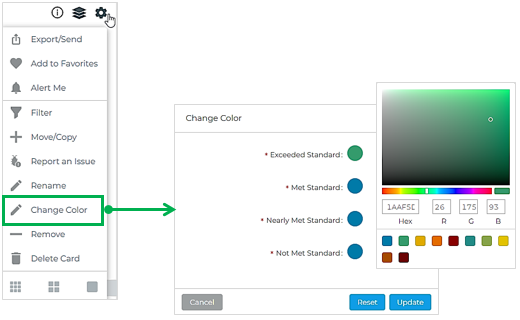 Export/Send
Add to Favorites
Alert Me
Filter
Move/Copy
Report an Issue
Rename
Change Color
Remove
Delete Card
Change Color
* Exceeded Standard:
* Met Standard:
* Nearly Met Standard:
* Not Met Standard:
Cancel
Reset
Update
1AAF5D
26
175
93
Hex
R
G
B